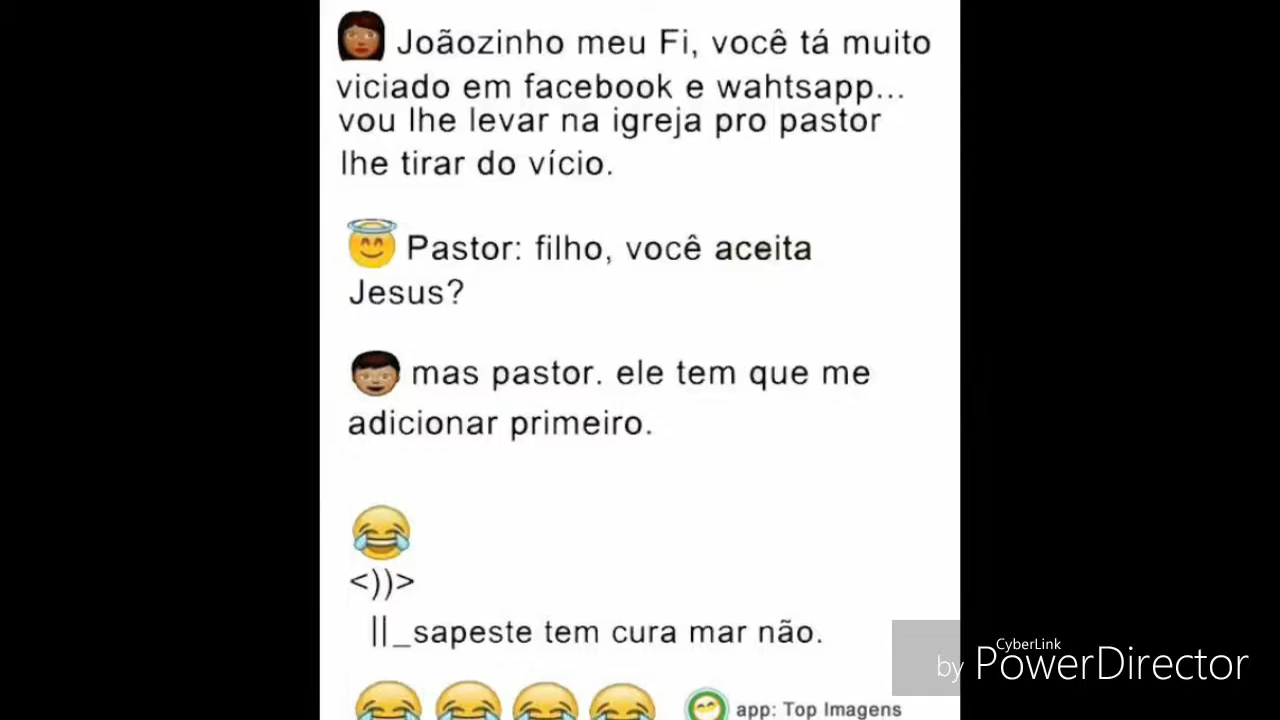 Joãozinho meu Fi, você tá muito
viciado em facebook e wahtsapp...
vou lhe levar na igreja pro pastor
lhe tirar do vício.
Pastor: filho, você aceita
Jesus?
mas pastor. ele tem que me
adicionar primeiro.
<))>
||_sapeste tem cura mar não.
app: Top Imagens
CyberLink
by PowerDirector